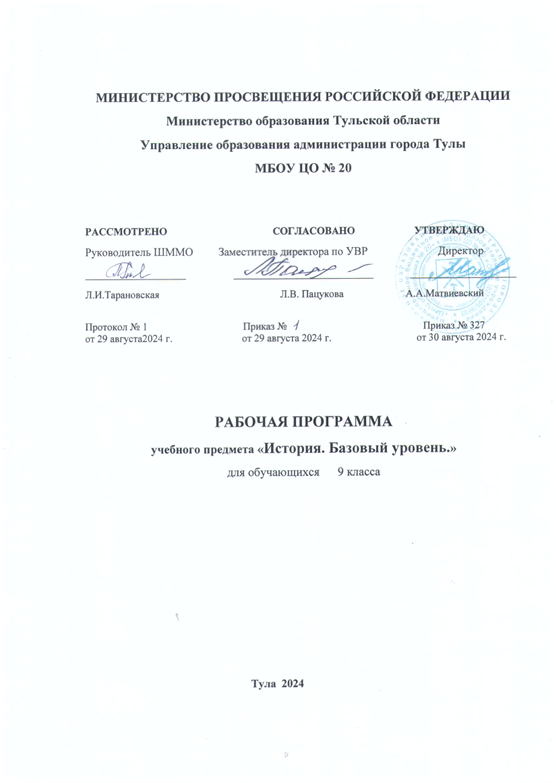 МИНИСТЕРСТВО ПРОСВЕЩЕНИЯ РОССИЙСКОЙ ФЕДЕРАЦИИ
Министерство образования Тульской области
Управление образования администрации города Тулы
МБОУ ЦО № 20
РАССМОТРЕНО СОГЛАСОВАНО УТВЕРЖДАЮ
Руководитель ШММО Заместитель директора по УВР Директор
Л.И.Тарановская Л.В. Пацукова А.А.Матвиевский
Протокол № 1 Приказ № 1 Приказ № 327
от 29 августа2024 г. от 29 августа 2024 г. от 30 августа 2024 г.
РАБОЧАЯ ПРОГРАММА
учебного предмета «История. Базовый уровень.»
для обучающихся 9 класса
Тула 2024